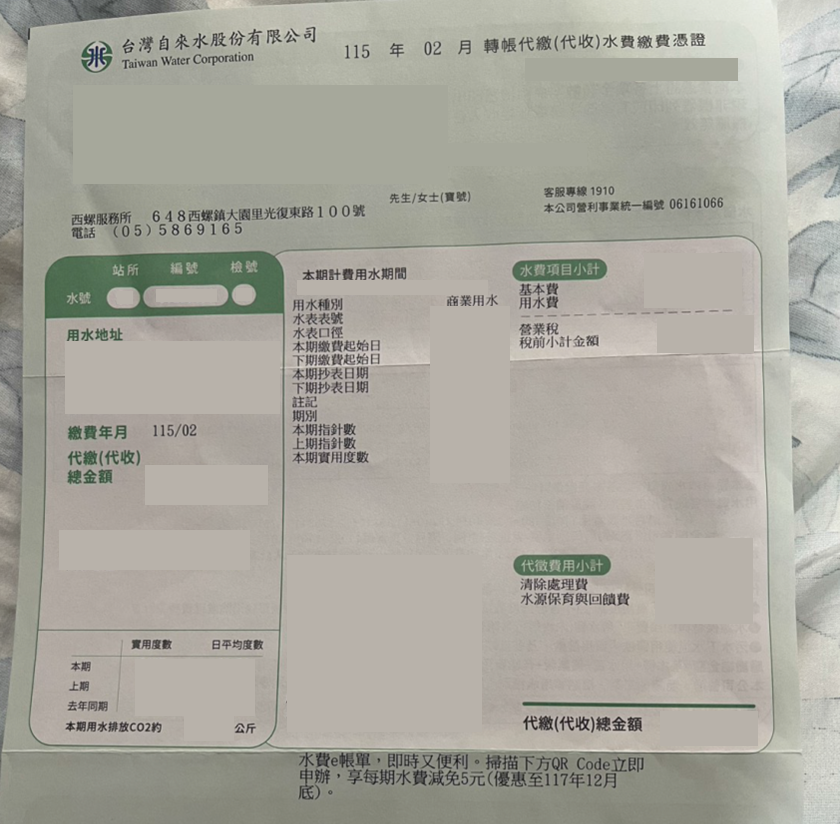 台灣自來水股份有限公司
Taiwan Water Corporation
115 年 02 月 轉帳代繳(代收)水費繳費憑證
先生/女士(寶號)
客服專線 1910
本公司營利事業統一編號 06161066
西螺服務所 648西螺鎮大園里光復東路100號
電話 (05)5869165
站所 編號 檢號
水號
用水地址
繳費年月 115/02
代繳(代收)
總金額
實用度數 日平均度數
本期
上期
去年同期
本期用水排放CO2約 公斤
本期計費用水期間
用水種別 商業用水
水表表號
水表口徑
本期繳費起始日
下期繳費起始日
本期抄表日期
下期抄表日期
註記
期別
本期指針數
上期指針數
本期實用度數
水費項目小計
基本費
用水費
營業稅
稅前小計金額
代徵費用小計
清除處理費
水源保育與回饋費
代繳(代收)總金額
水費e帳單，即時又便利。掃描下方QR Code立即
申辦，享每期水費減免5元(優惠至117年12月
底)。